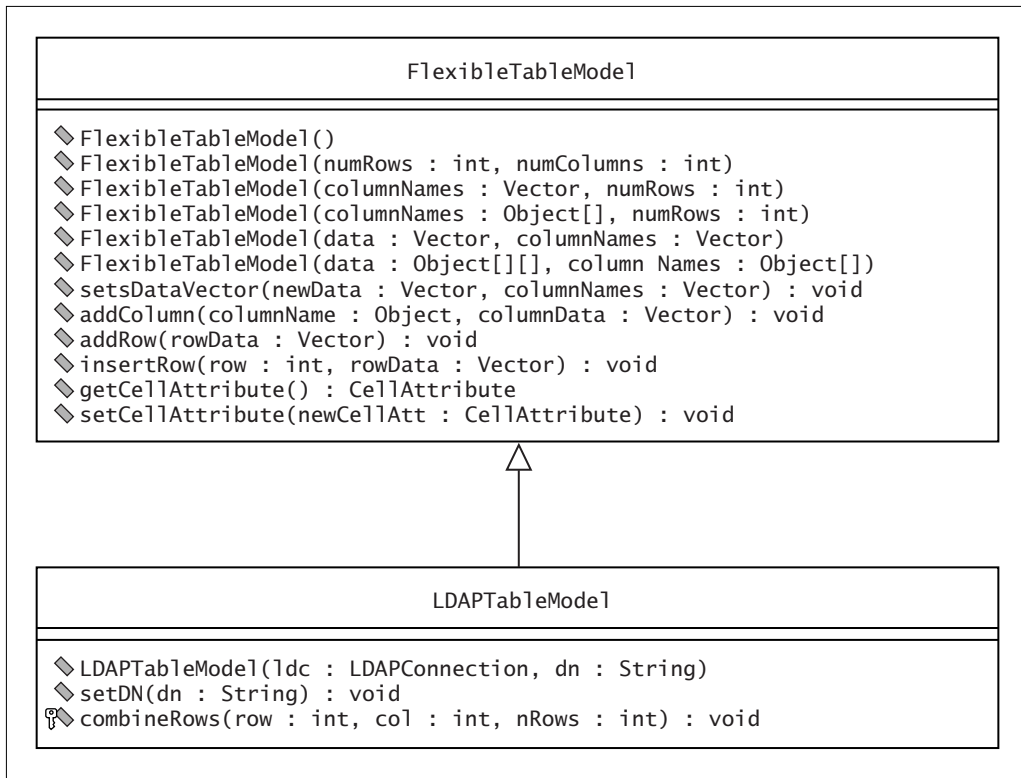 FlexibleTableModel
FlexibleTableModel()
FlexibleTableModel(numRows : int, numColumns : int)
FlexibleTableModel(columnNames : Vector, numRows : int)
FlexibleTableModel(columnNames : Object[], numRows : int)
FlexibleTableModel(data : Vector, columnNames : Vector)
FlexibleTableModel(data : Object[][], column Names : Object[])
setsDataVector(newData : Vector, columnNames : Vector) : void
addColumn(columnName : Object, columnData : Vector) : void
addRow(rowData : Vector) : void
insertRow(row : int, rowData : Vector) : void
getCellAttribute() : CellAttribute
setCellAttribute(newCellAtt : CellAttribute) : void
LDAPTableModel
LDAPTableModel(ldc : LDAPConnection, dn : String)
setDN(dn : String) : void
combineRows(row : int, col : int, nRows : int) : void